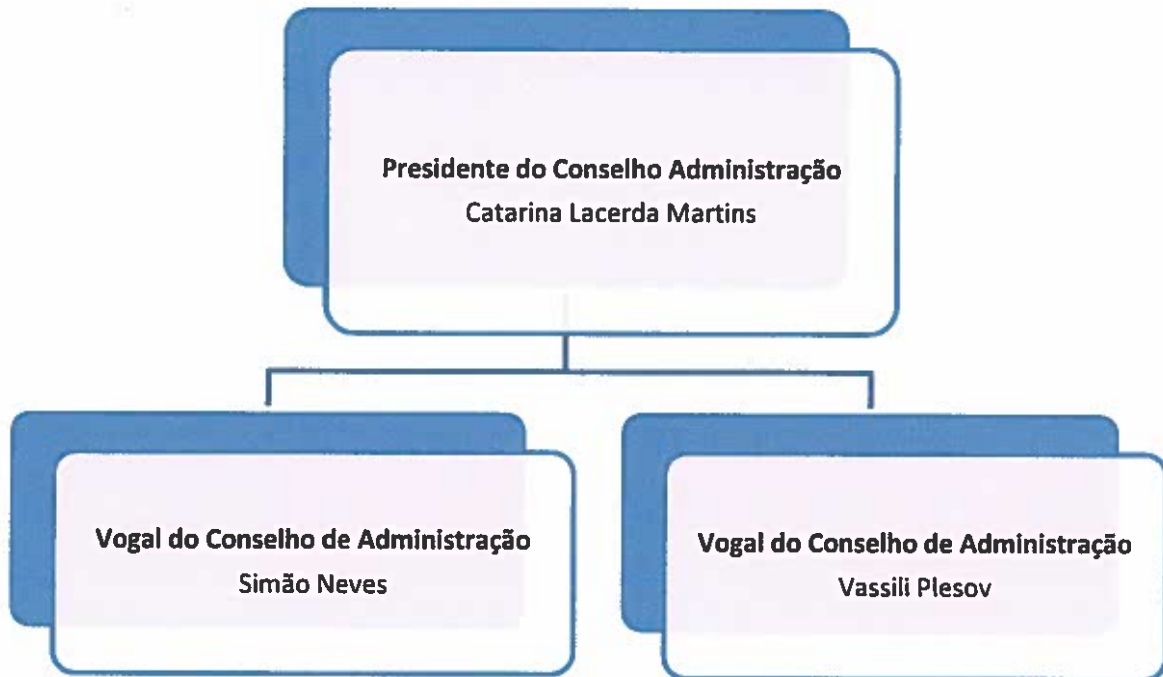 Presidente do Conselho Administração
Catarina Lacerda Martins
Vogal do Conselho de Administração
Simão Neves
Vogal do Conselho de Administração
Vassili Plesov